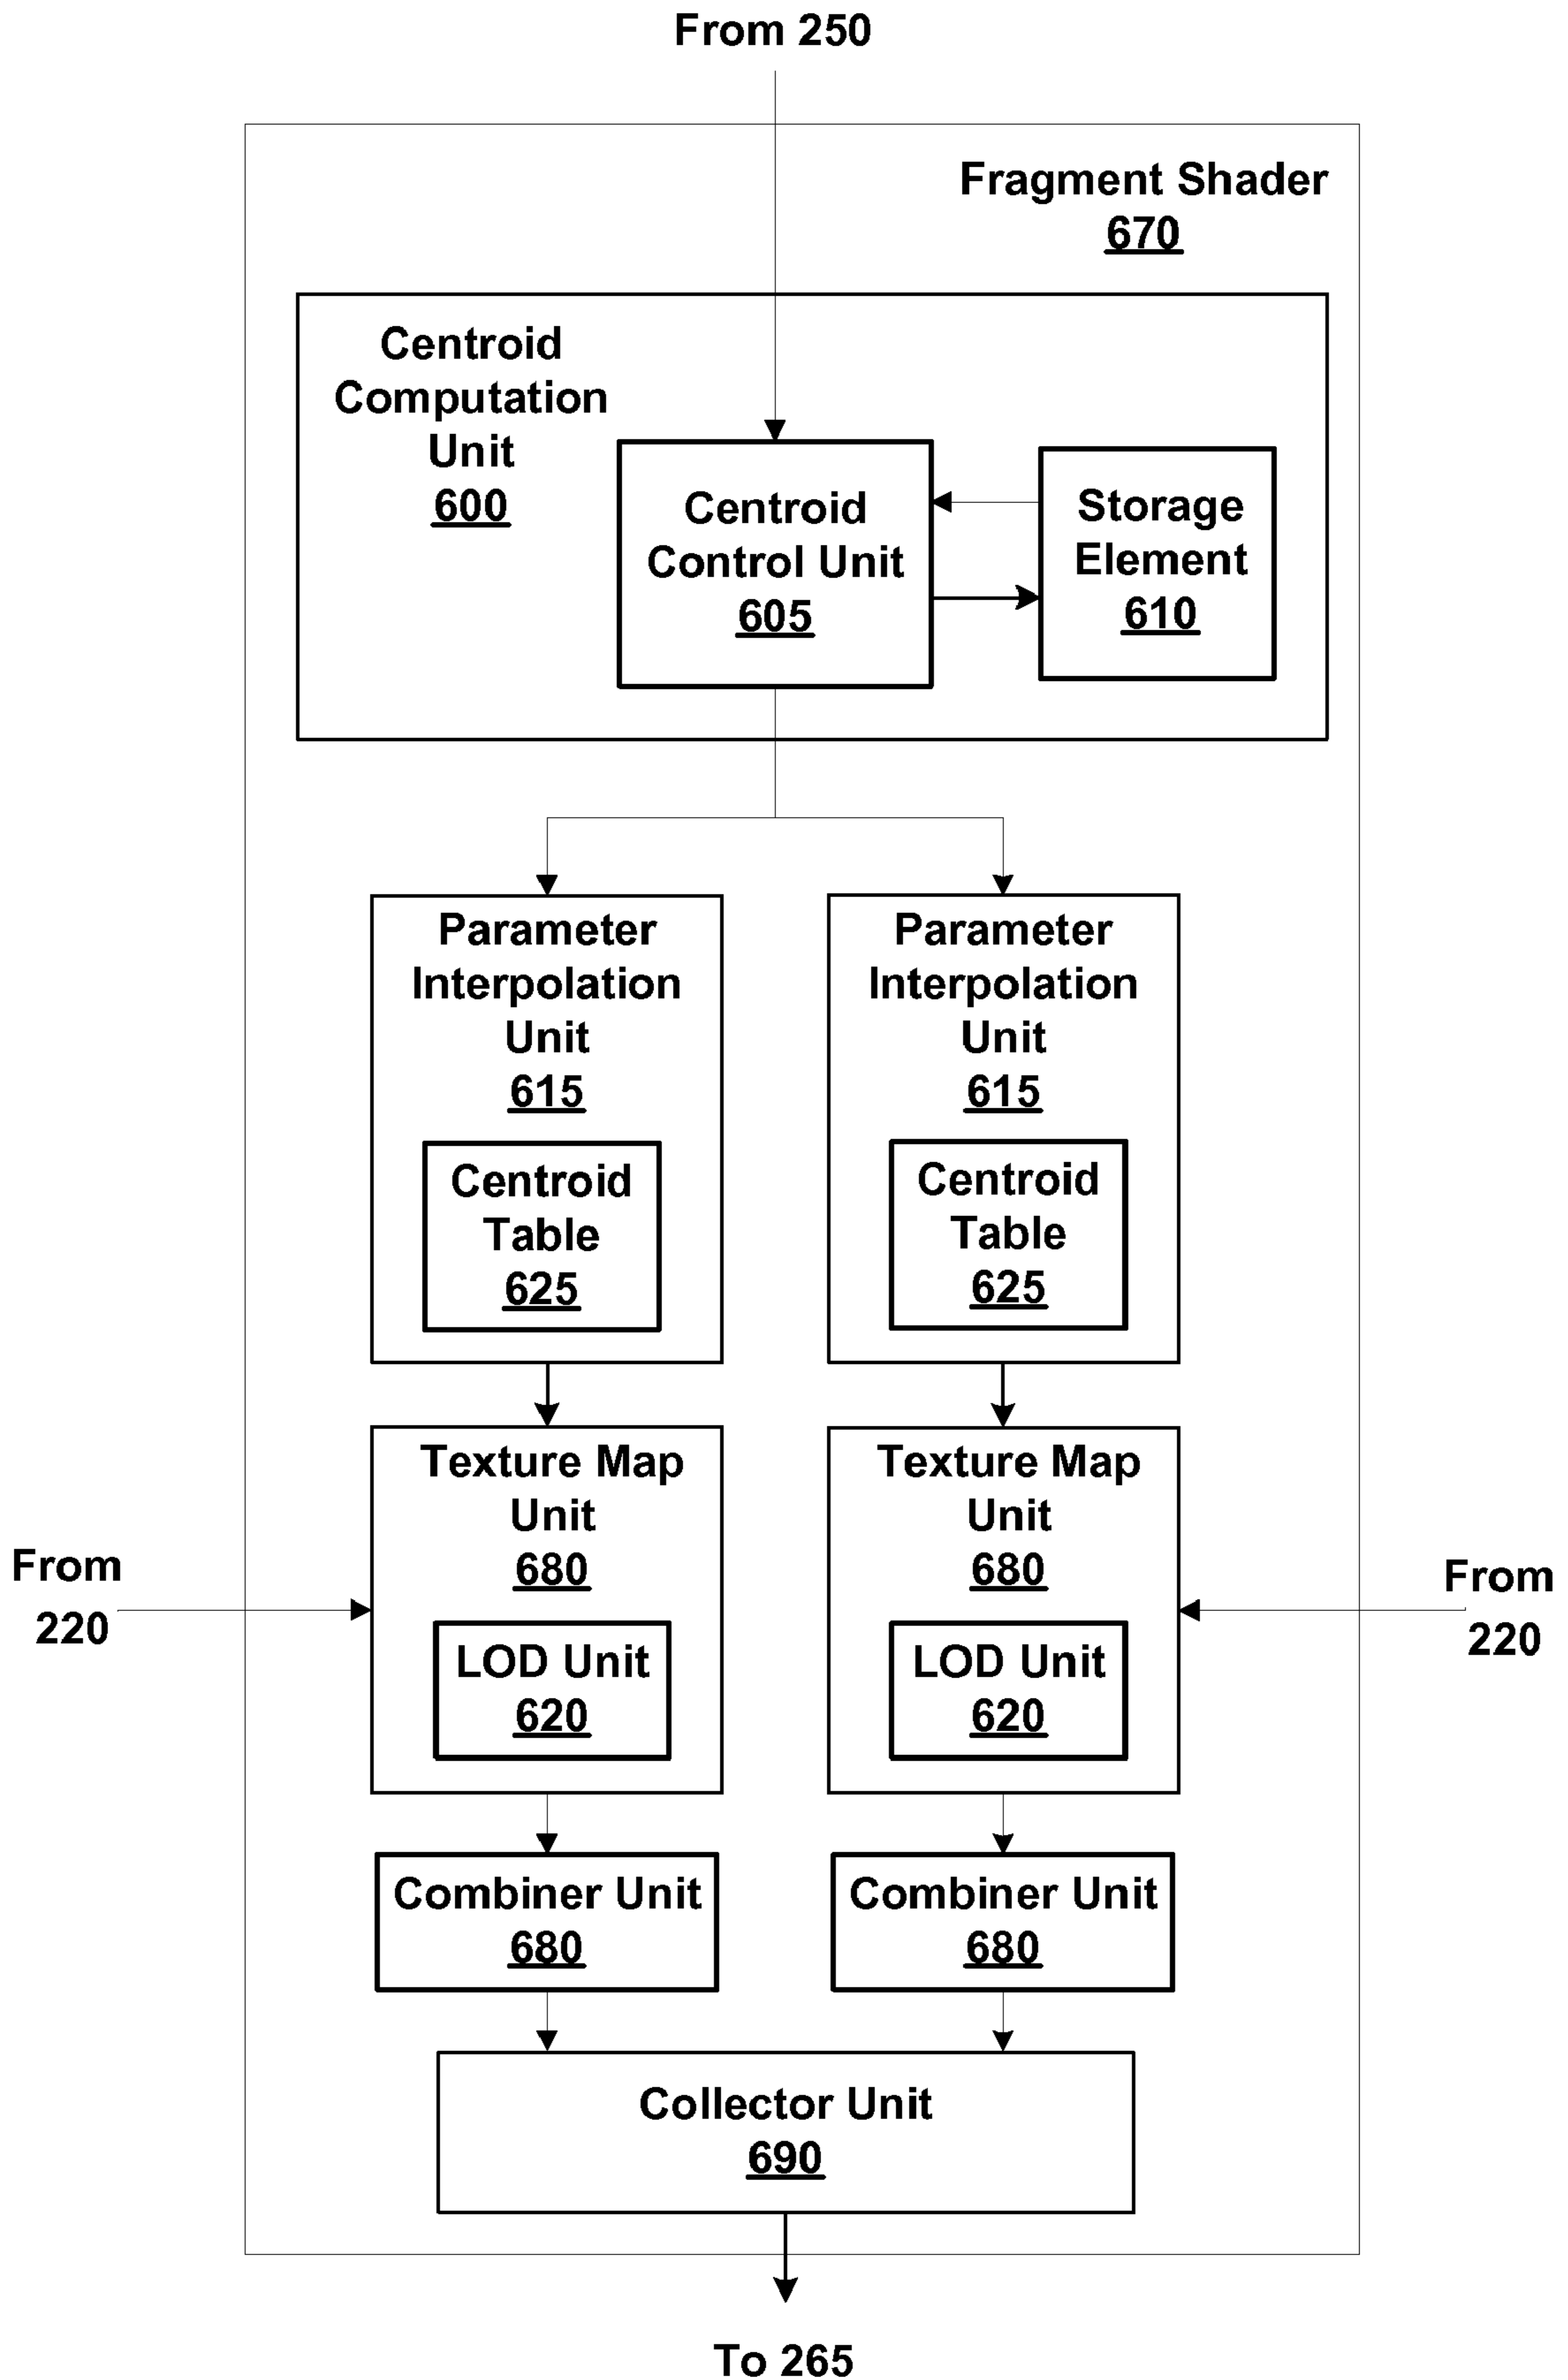 From 250
Fragment Shader
670
Centroid
Computation
Unit
600
Centroid
Control Unit
605
Storage
Element
610
Parameter
Interpolation
Unit
615
Centroid
Table
625
Parameter
Interpolation
Unit
615
Centroid
Table
625
From
220
Texture Map
Unit
680
LOD Unit
620
Texture Map
Unit
680
LOD Unit
620
From
220
Combiner Unit
680
Combiner Unit
680
Collector Unit
690
To 265